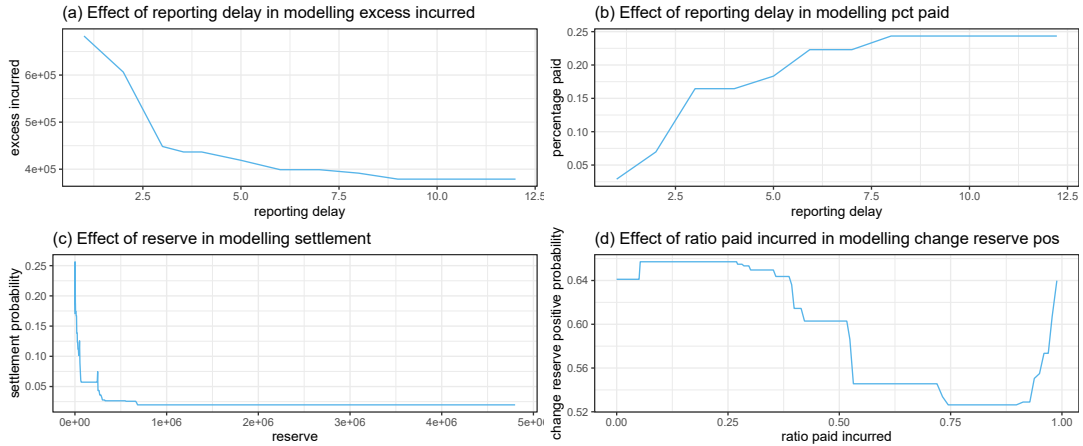 (a) Effect of reporting delay in modelling excess incurred
excess incurred
6e+05
5e+05
4e+05
2.5
5.0
7.5
10.0
12.5
reporting delay
(b) Effect of reporting delay in modelling pct paid
percentage paid
0.25
0.20
0.15
0.10
0.05
2.5
5.0
7.5
10.0
12.5
reporting delay
(c) Effect of reserve in modelling settlement
settlement probability
0.25
0.20
0.15
0.10
0.05
0e+00
1e+06
2e+06
3e+06
4e+06
5e+06
reserve
(d) Effect of ratio paid incurred in modelling change reserve pos
change reserve positive probability
0.64
0.60
0.56
0.52
0.00
0.25
0.50
0.75
1.00
ratio paid incurred